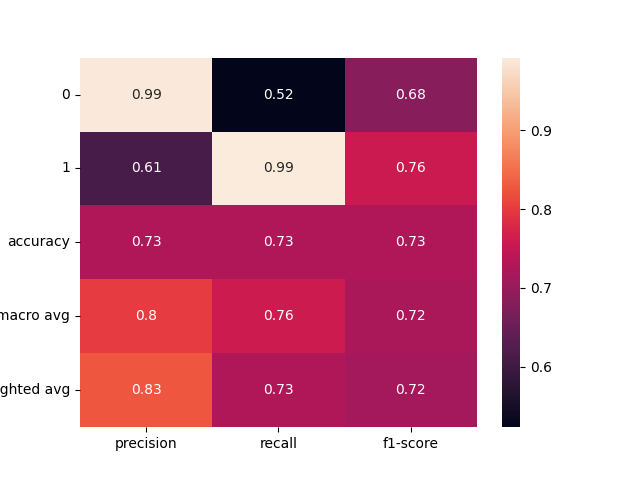 0 0.99 0.52 0.68
1 0.61 0.99 0.76
accuracy 0.73 0.73 0.73
macro avg 0.8 0.76 0.72
ghted avg 0.83 0.73 0.72
precision recall f1-score
0.9
0.8
0.7
0.6